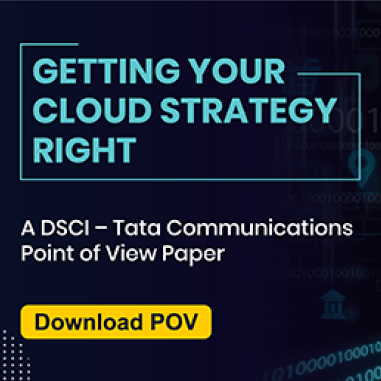 GETTING YOUR
CLOUD STRATEGY
RIGHT
A DSCI – Tata Communications
Point of View Paper
Download POV